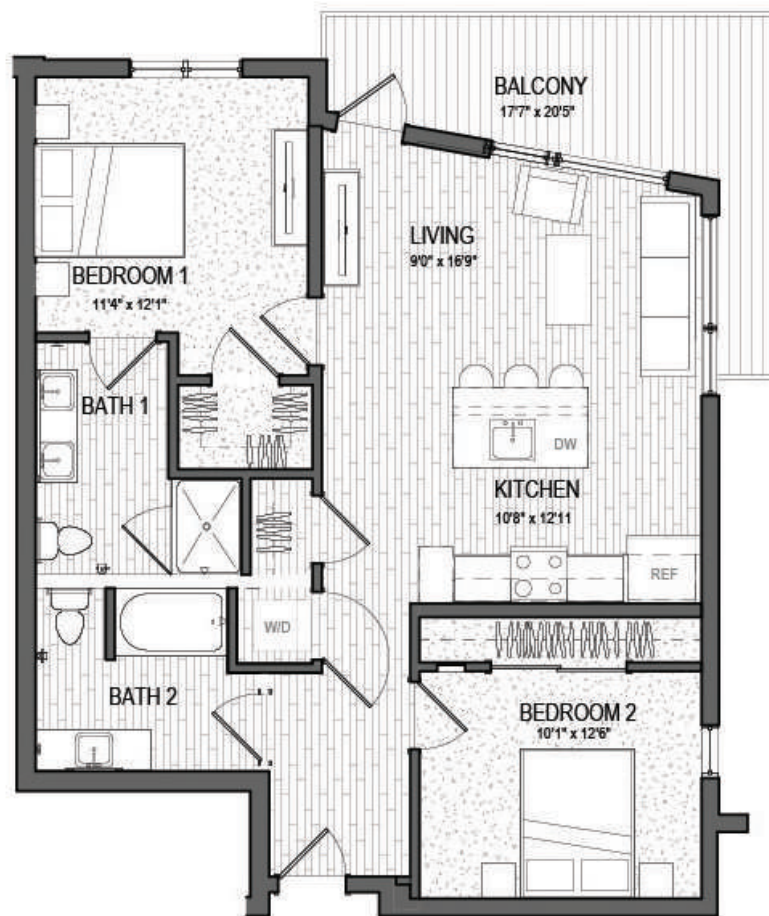 BALCONY
17'7" x 20'5"
LIVING
9'0" x 16'9"
BEDROOM 1
11'4" x 12'1"
BATH 1
DW
KITCHEN
10'8" x 12'11
REF
W/D
BATH 2
BEDROOM 2
10'1" x 12'6"